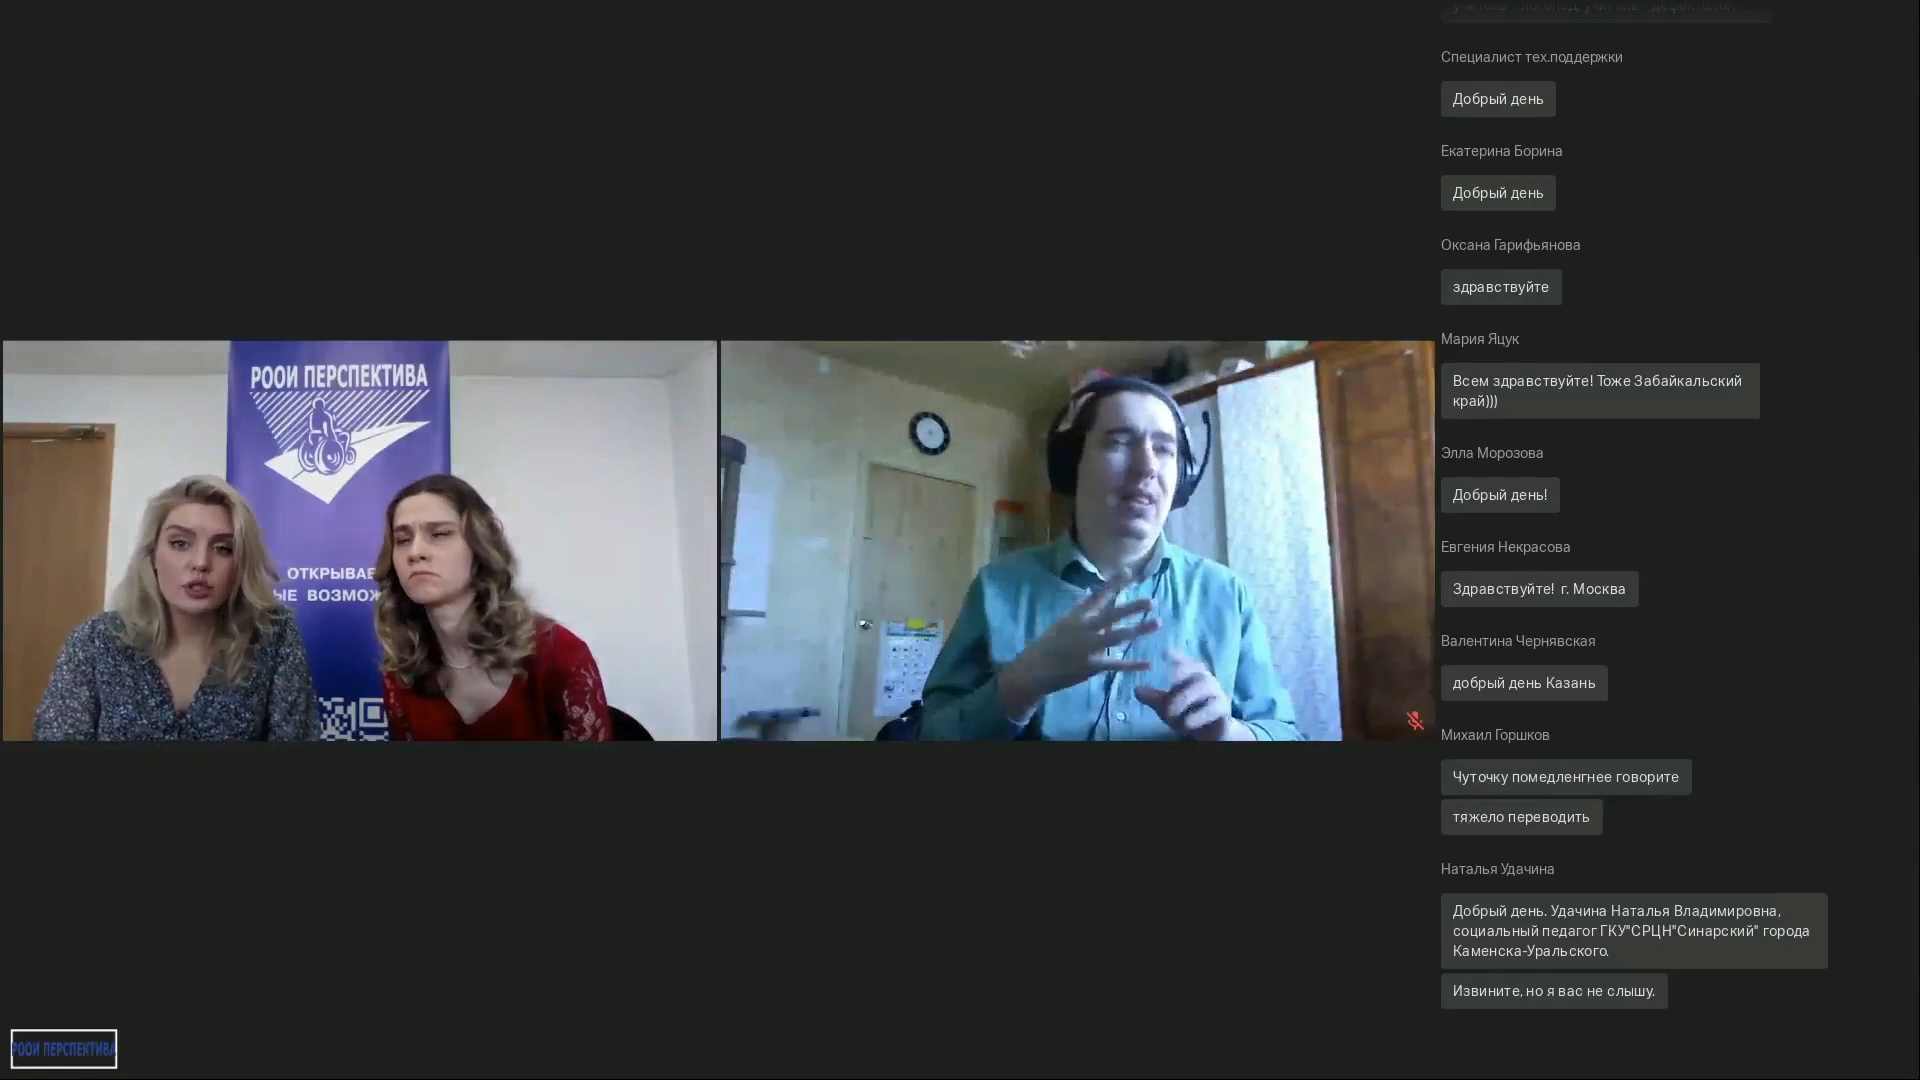 РООИ ПЕРСПЕКТИВА
ОТКРЫВАЕ
ЫЕ ВОЗМОЖ
Специалист тех.поддержки
Добрый день
Екатерина Борина
Добрый день
Оксана Гарифьянова
здравствуйте
Мария Яцук
Всем здравствуйте! Тоже Забайкальский
край)))
Элла Морозова
Добрый день!
Евгения Некрасова
Здравствуйте! г. Москва
Валентина Чернявская
добрый день Казань
Михаил Горшков
Чуточку помедленгнее говорите
тяжело переводить
Наталья Удачина
Добрый день. Удачина Наталья Владимировна,
социальный педагог ГКУ"СРЦН"Синарский" города
Каменска-Уральского.
Извините, но я вас не слышу.
РООИ ПЕРСПЕКТИВА